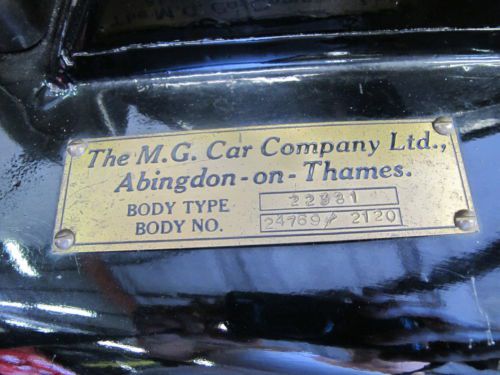 The M.G. Car Company Ltd.,
Abingdon-on-Thames.
BODY TYPE 22381
BODY NO. 24769/ 2120